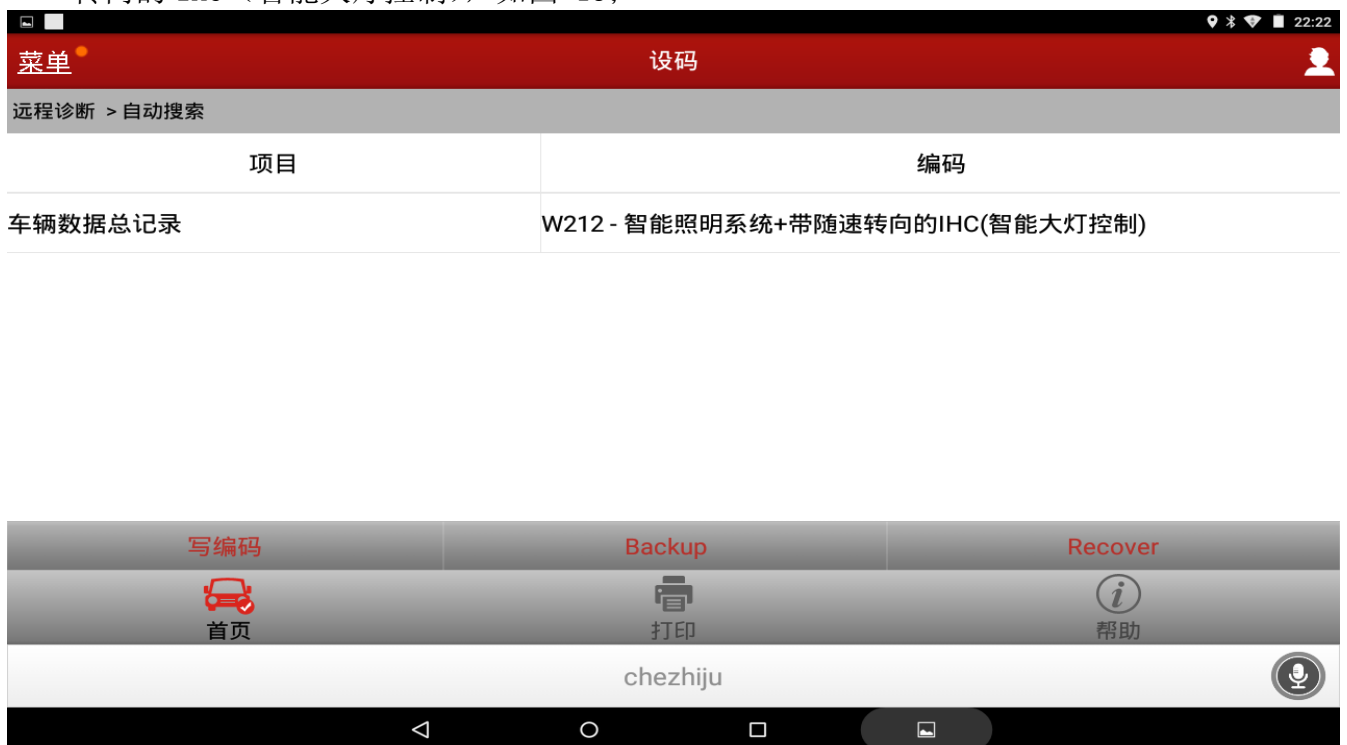 22:22
菜单
设码
远程诊断 >自动搜索
项目
编码
车辆数据总记录
W212 - 智能照明系统+带随速转向的IHC(智能大灯控制)
写编码
Backup
Recover
首页
打印
帮助
chezhiju